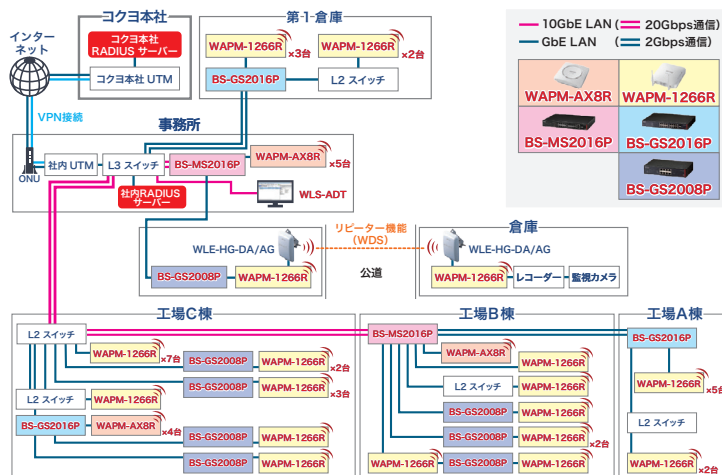 コクヨ本社
コクヨ本社
RADIUS サーバー
コクヨ本社 UTM
インター
ネット
VPN接続
ONU
第1倉庫
WAPM-1266R
×3台
WAPM-1266R
×2台
BS-GS2016P
L2 スイッチ
10GbE LAN
(
20Gbps通信)
GbE LAN
(
2Gbps通信)
WAPM-AX8R
WAPM-1266R
BS-MS2016P
BS-GS2016P
BS-GS2008P
事務所
社内 UTM
L3 スイッチ
BS-MS2016P
WAPM-AX8R
×5台
社内RADIUS
サーバー
WLS-ADT
WLE-HG-DA/AG
BS-GS2008P
WAPM-1266R
リピーター機能
(WDS)
公道
倉庫
WLE-HG-DA/AG
WAPM-1266R
レコーダー
監視カメラ
工場C棟
L2 スイッチ
WAPM-1266R
×7台
BS-GS2008P
WAPM-1266R
×2台
BS-GS2008P
WAPM-1266R
×3台
L2 スイッチ
WAPM-1266R
BS-GS2016P
WAPM-AX8R
×4台
BS-GS2008P
WAPM-1266R
BS-GS2008P
WAPM-1266R
工場B棟
BS-MS2016P
WAPM-AX8R
WAPM-1266R
L2 スイッチ
WAPM-1266R
BS-GS2008P
WAPM-1266R
BS-GS2008P
WAPM-1266R
×2台
WAPM-1266R
BS-GS2008P
WAPM-1266R
工場A棟
BS-GS2016P
WAPM-1266R
×5台
L2 スイッチ
WAPM-1266R
×2台